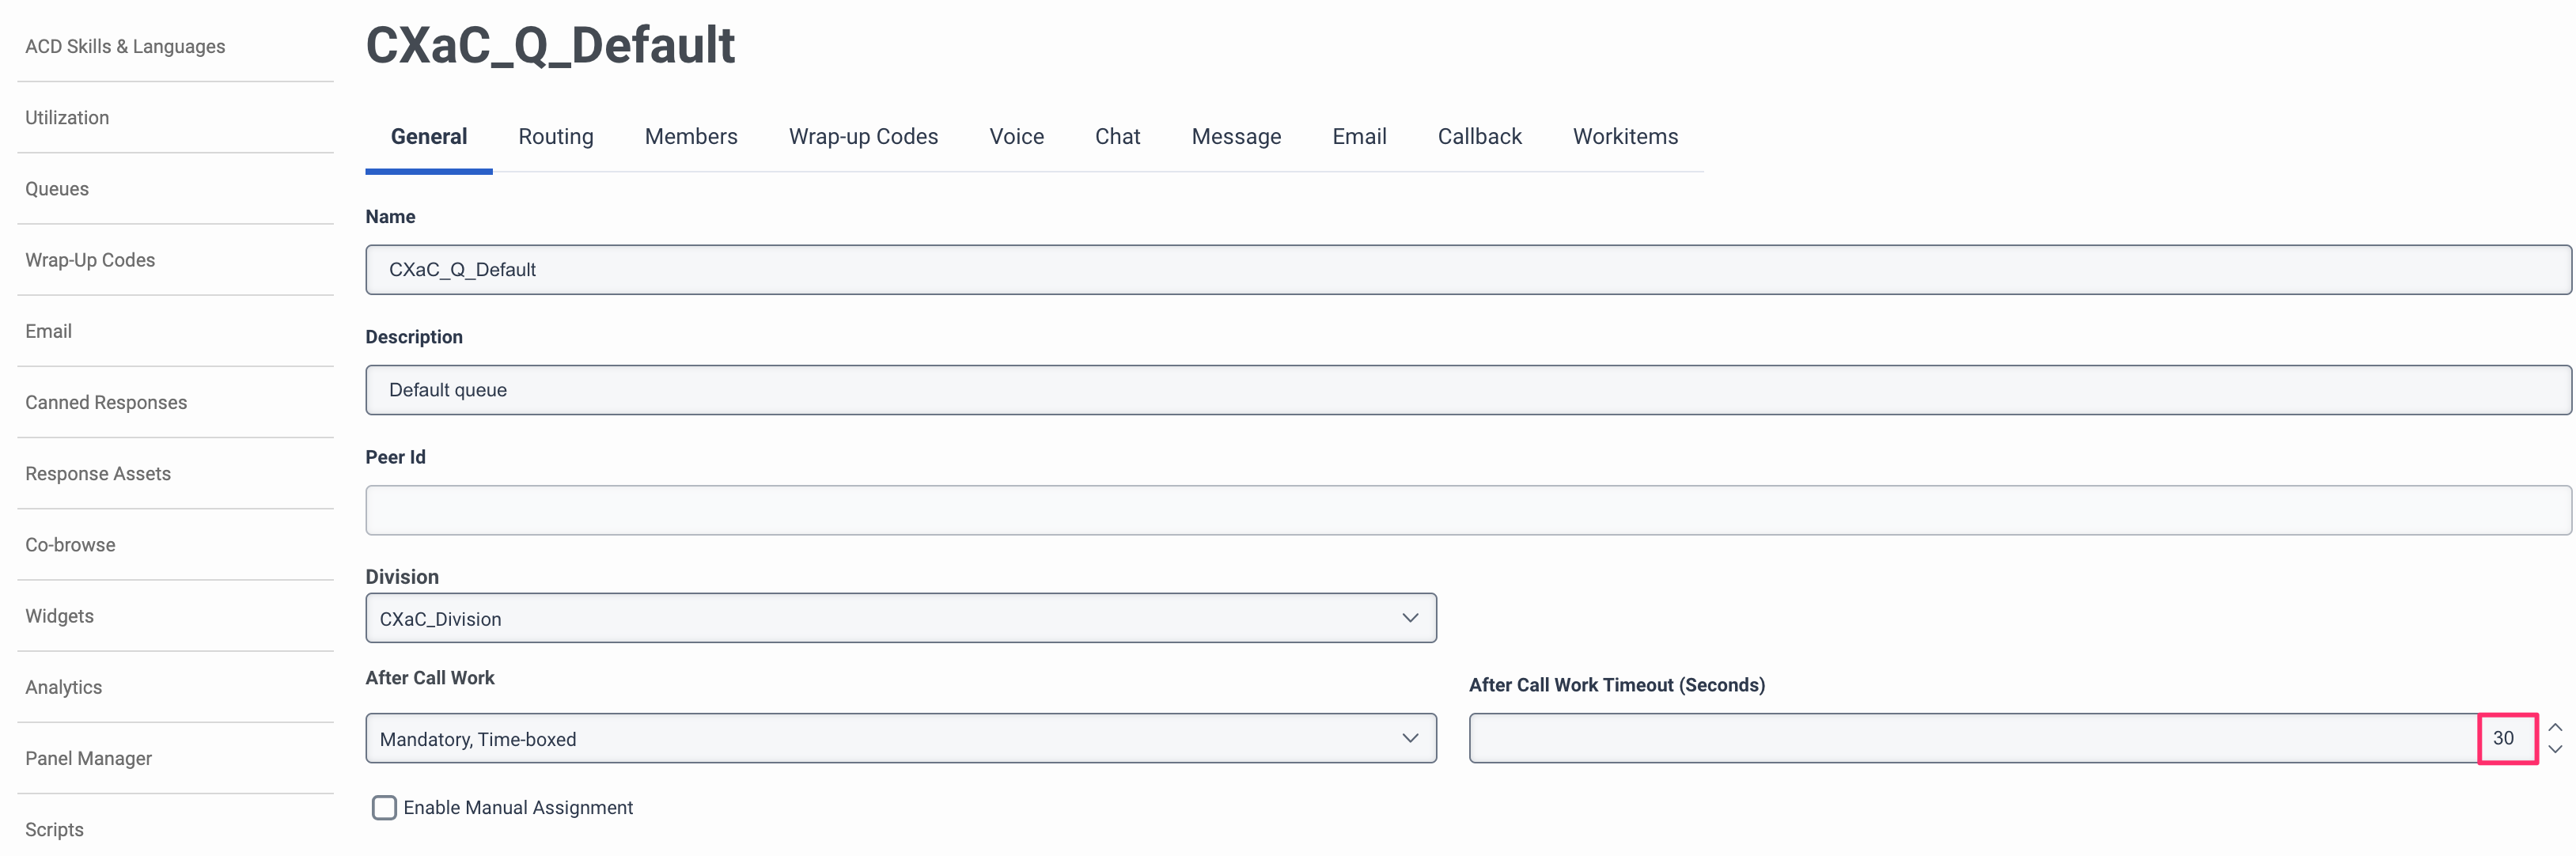 ACD Skills & Languages
Utilization
Queues
Wrap-Up Codes
Email
Canned Responses
Response Assets
Co-browse
Widgets
Analytics
Panel Manager
Scripts
CXaC_Q_Default
General Routing Members Wrap-up Codes Voice Chat Message Email Callback Workitems
Name
CXaC_Q_Default
Description
Default queue
Peer Id
Division
CXaC_Division
After Call Work
Mandatory, Time-boxed
After Call Work Timeout (Seconds)
30
Enable Manual Assignment